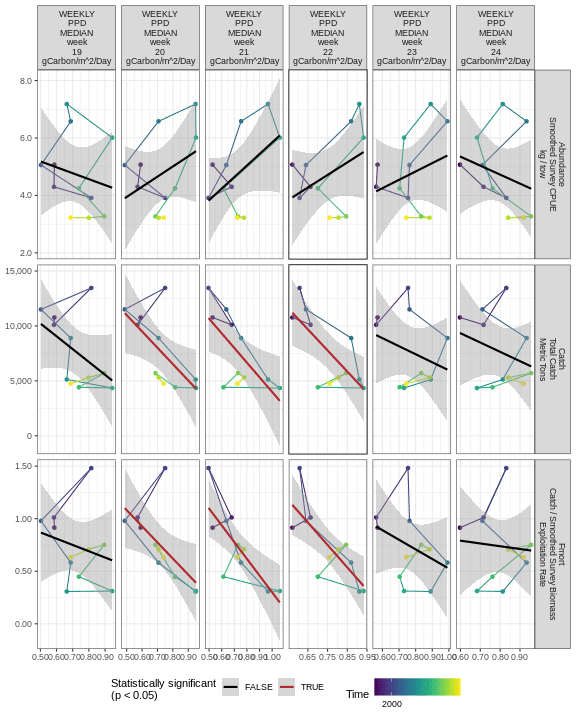 WEEKLY
PPD
MEDIAN
week
19
gCarbon/m^2/Day
WEEKLY
PPD
MEDIAN
week
20
gCarbon/m^2/Day
WEEKLY
PPD
MEDIAN
week
21
gCarbon/m^2/Day
WEEKLY
PPD
MEDIAN
week
22
gCarbon/m^2/Day
WEEKLY
PPD
MEDIAN
week
23
gCarbon/m^2/Day
WEEKLY
PPD
MEDIAN
week
24
gCarbon/m^2/Day
8.0
6.0
4.0
2.0
Abundance
Smoothed Survey CPUE
kg / tow
15,000
10,000
5,000
0
Catch
Total Catch
Metric Tons
1.50
1.00
0.50
0.00
Fmort
Catch / Smoothed Survey Biomass
Exploitation Rate
0.50 0.60 0.70 0.80 0.90
0.60 0.70 0.80 0.90
0.50 0.60 0.70 0.80 0.90 1.00
0.65 0.75 0.85 0.95
0.60 0.70 0.80 0.90 1.00
0.60 0.70 0.80 0.90
Statistically significant
(p < 0.05)
FALSE
TRUE
Time
2000